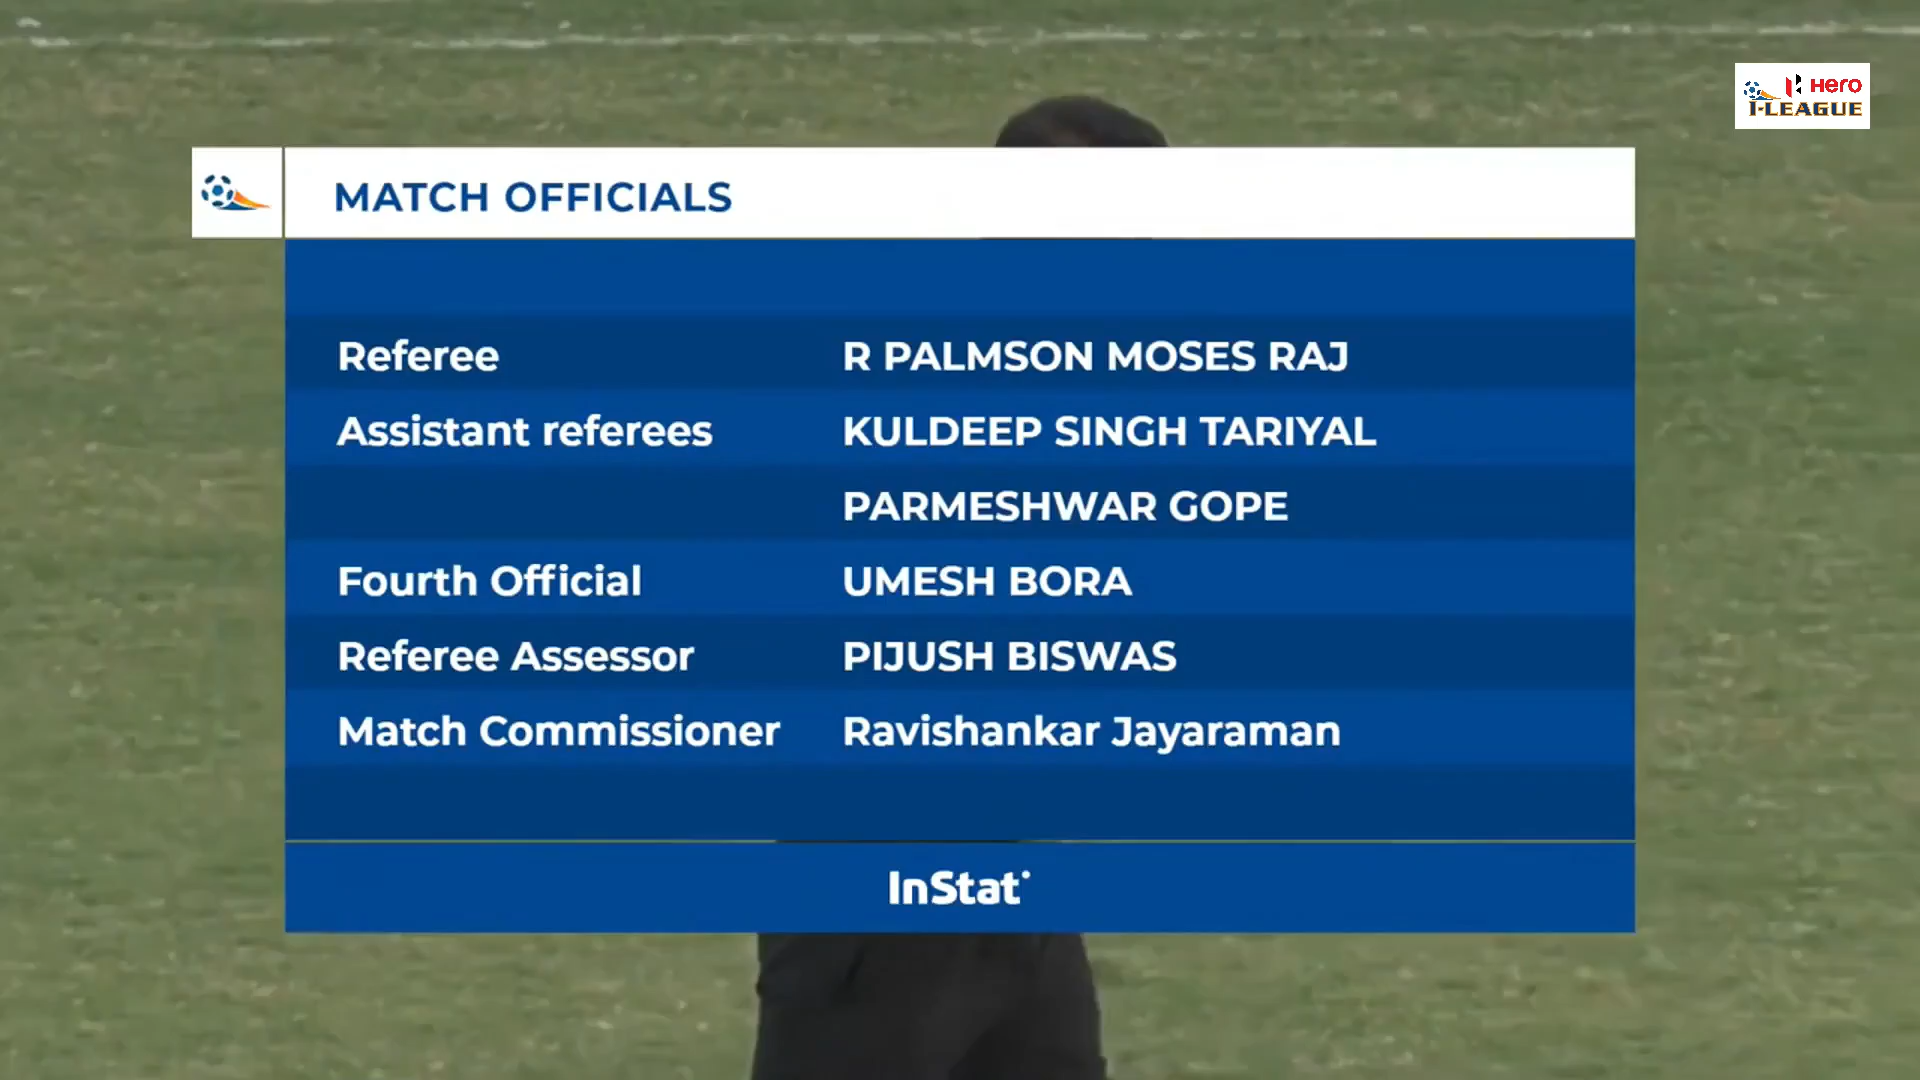 Hero
I-LEAGUE
MATCH OFFICIALS
Referee R PALMSON MOSES RAJ
Assistant referees KULDEEP SINGH TARIYAL
PARMESHWAR GOPE
Fourth Official UMESH BORA
Referee Assessor PIJUSH BISWAS
Match Commissioner Ravishankar Jayaraman
InStat